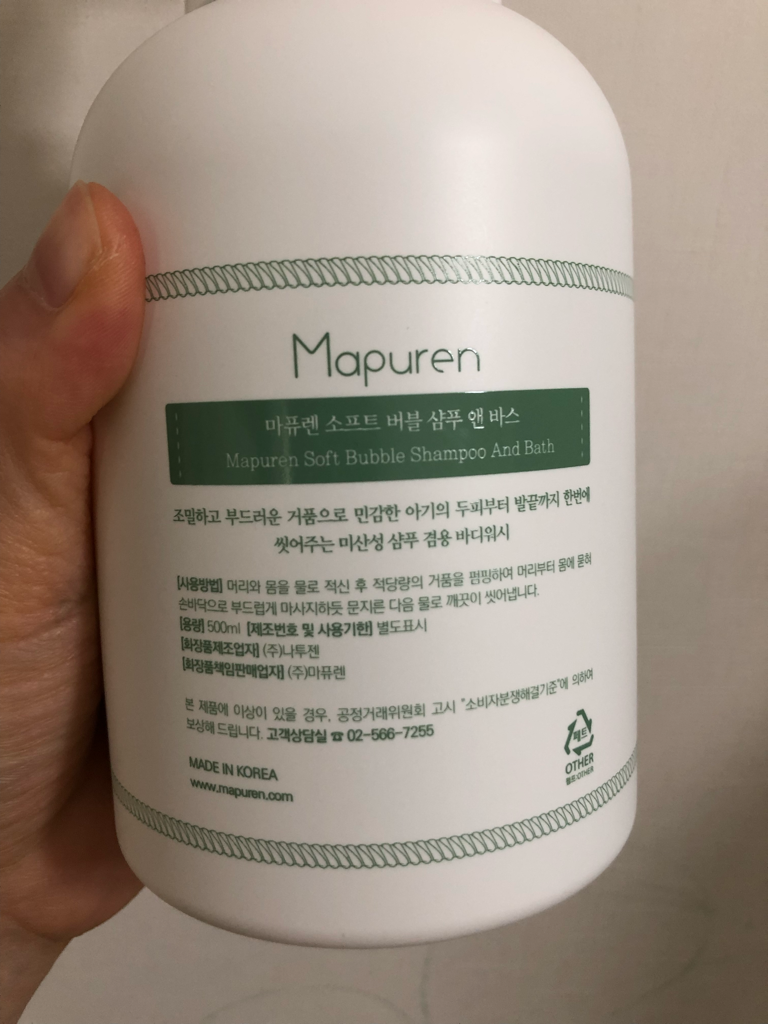 Mapuren
마퓨렌 소프트 버블 샴푸 앤 바스
Mapuren Soft Bubble Shampoo And Bath
조밀하고 부드러운 거품으로 민감한 아기의 두피부터 발끝까지 한번에
씻어주는 미산성 샴푸 겸용 바디워시
[사용방법] 머리와 몸을 물로 적신 후 적당량의 거품을 펌핑하여 머리부터 몸에 묻혀
손바닥으로 부드럽게 마사지하듯 문지른 다음 물로 깨끗이 씻어냅니다.
[용량] 500ml [제조번호 및 사용기한] 별도표시
[화장품제조업자] (주)나투젠
[화장품책임판매업자] (주)마퓨렌
본 제품에 이상이 있을 경우, 공정거래위원회 고시 "소비자분쟁해결기준"에 의하여
보상해 드립니다. 고객상담실 ☎ 02-566-7255
MADE IN KOREA
www.mapuren.com
페트
OTHER
펌프:OTHER